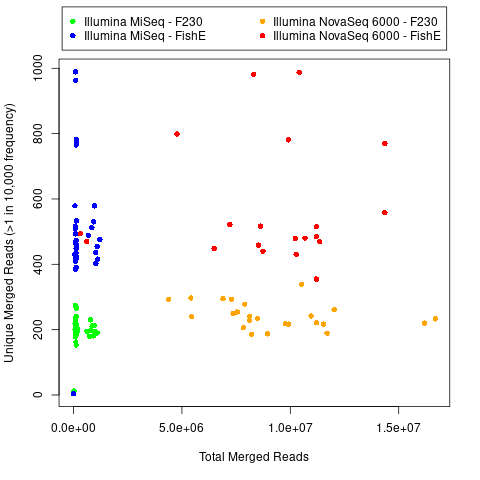 Illumina MiSeq - F230
Illumina MiSeq - FishE
Illumina NovaSeq 6000 - F230
Illumina NovaSeq 6000 - FishE
Unique Merged Reads (>1 in 10,000 frequency)
1000
800
600
400
200
0
0.0e+00 5.0e+06 1.0e+07 1.5e+07
Total Merged Reads